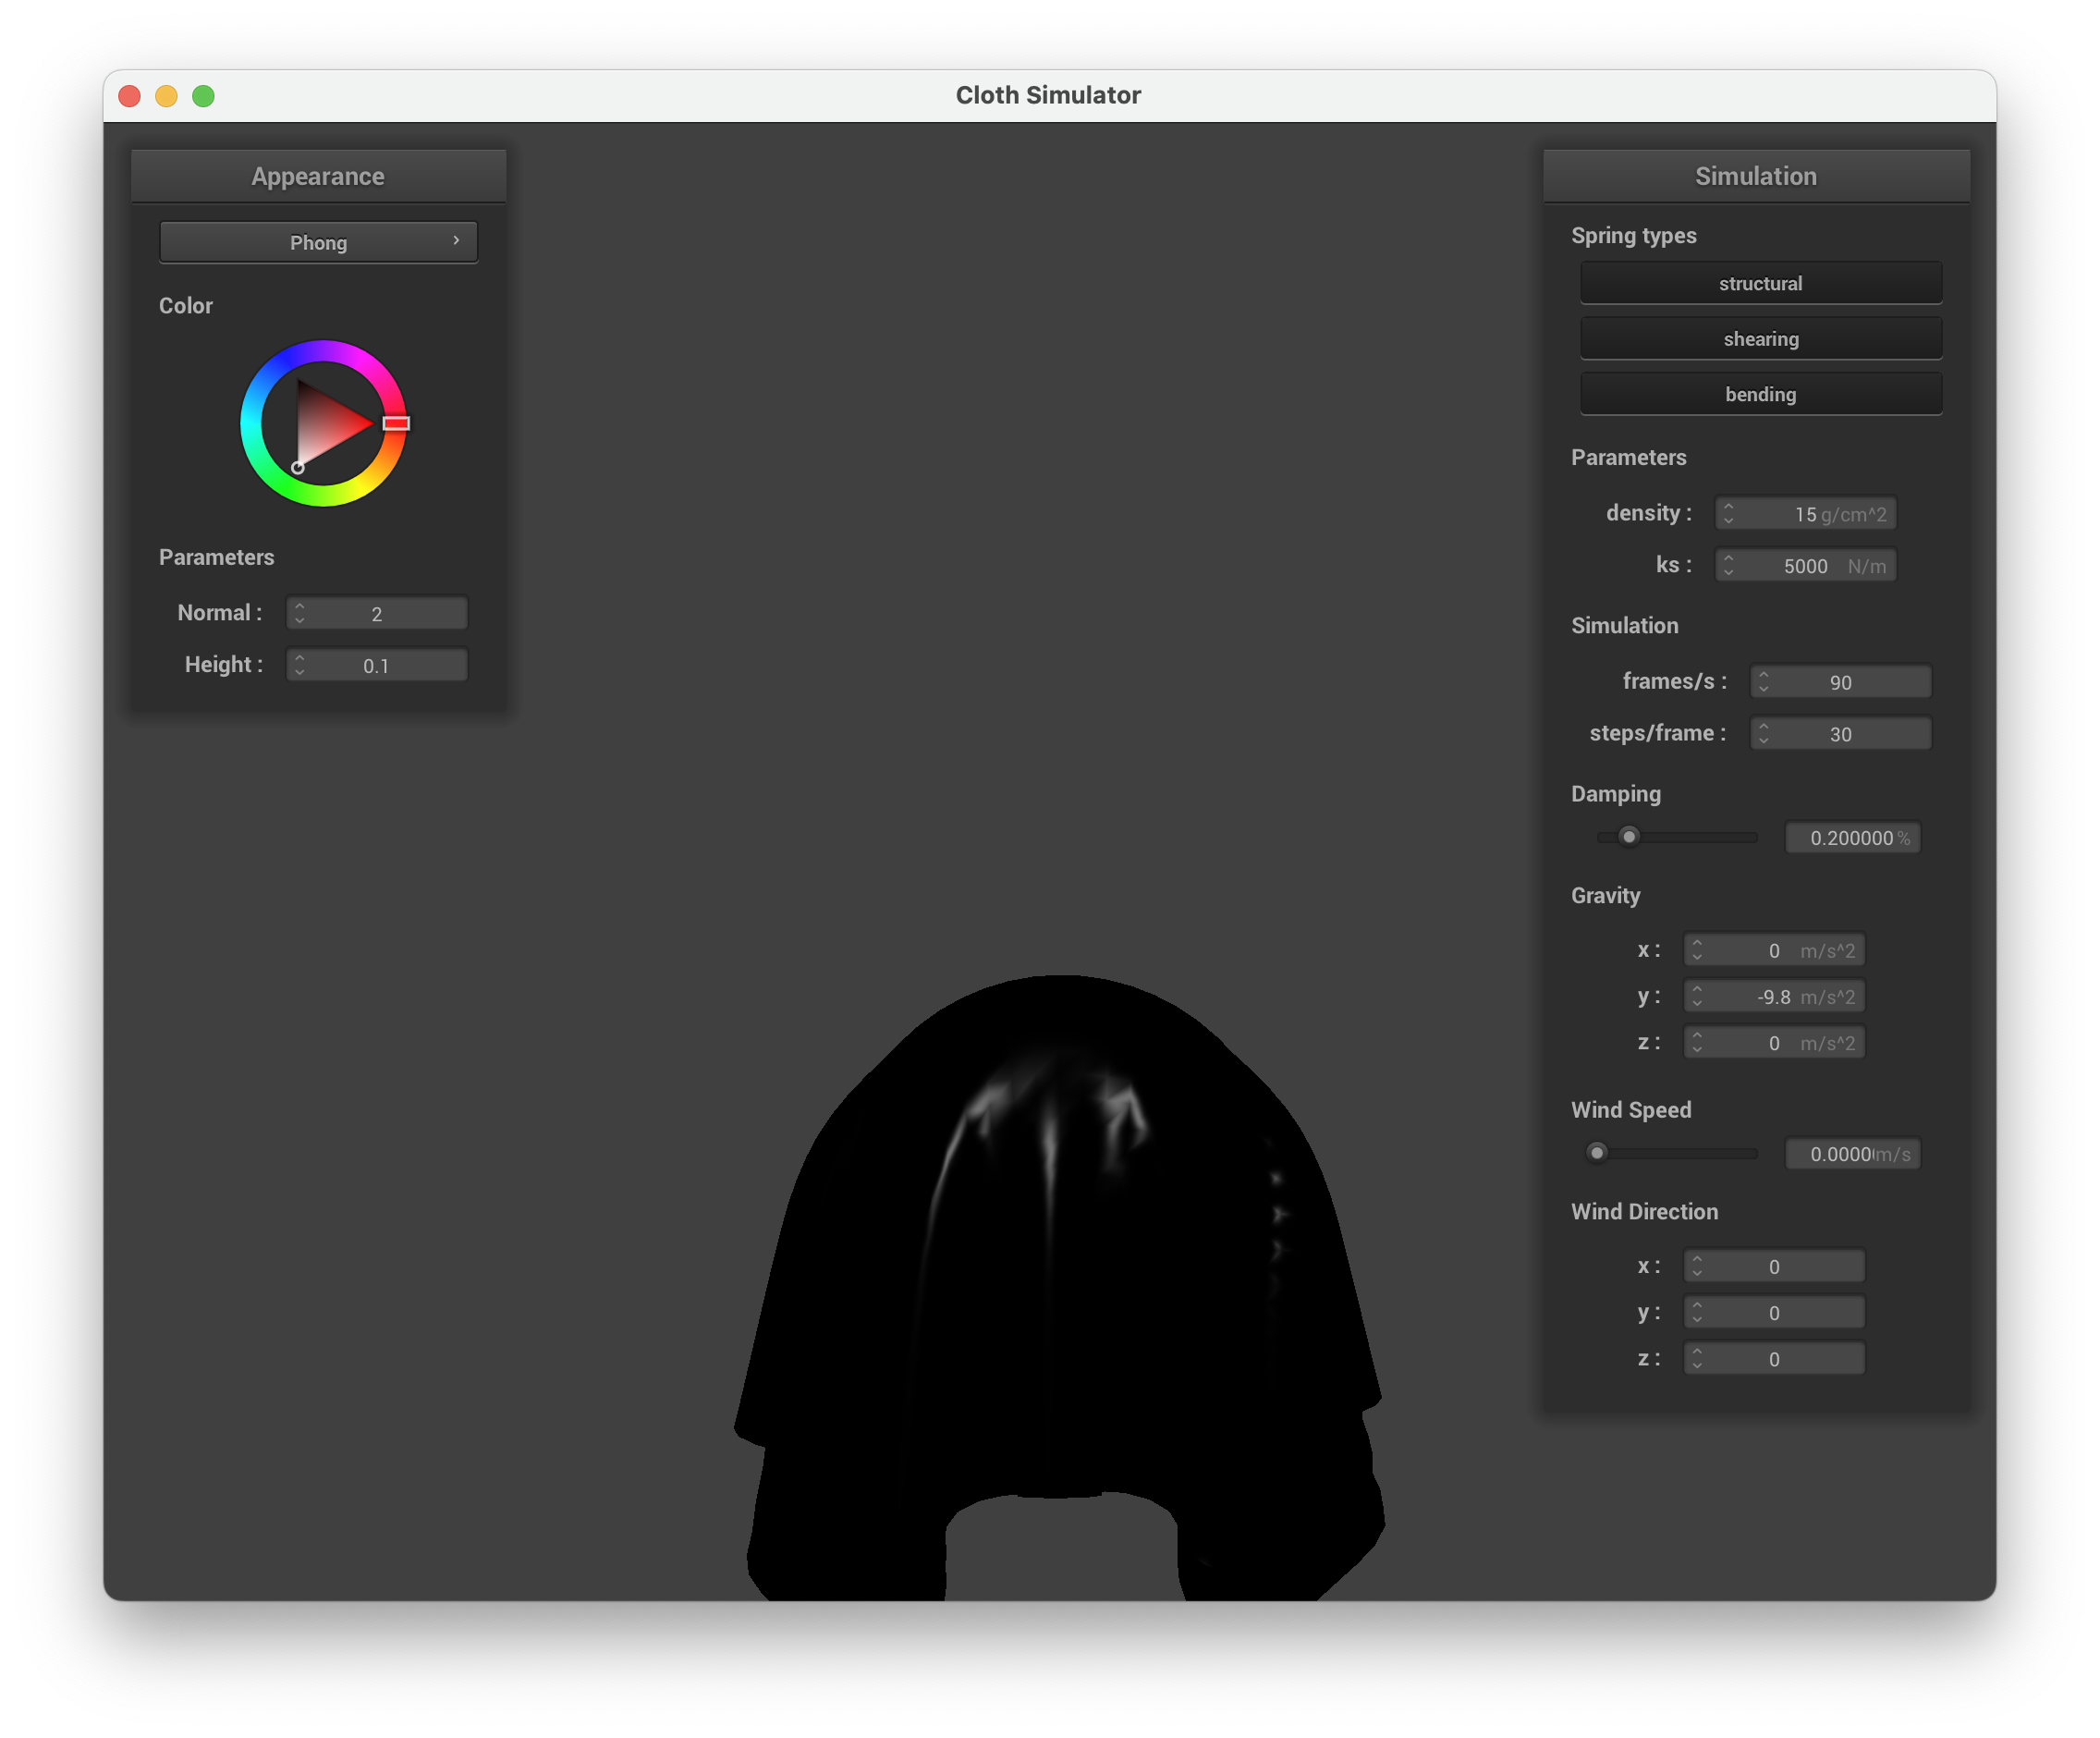 Cloth Simulator
Appearance
Phong
Color
Parameters
Normal : 2
Height : 0.1
Simulation
Spring types
structural
shearing
bending
Parameters
density : 15 g/cm^2
ks : 5000 N/m
Simulation
frames/s : 90
steps/frame : 30
Damping
0.200000 %
Gravity
x : 0 m/s^2
y : -9.8 m/s^2
z : 0 m/s^2
Wind Speed
0.0000 m/s
Wind Direction
x : 0
y : 0
z : 0